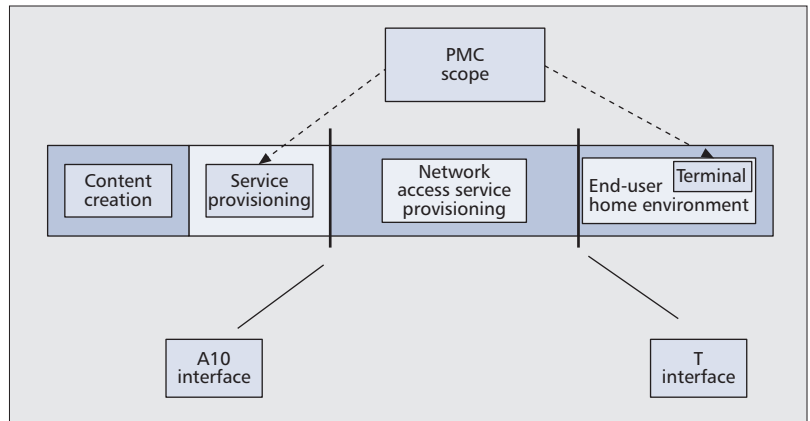 PMC
scope
Content
creation
Service
provisioning
Network
access service
provisioning
End-user
home environment
Terminal
A10
interface
T
interface